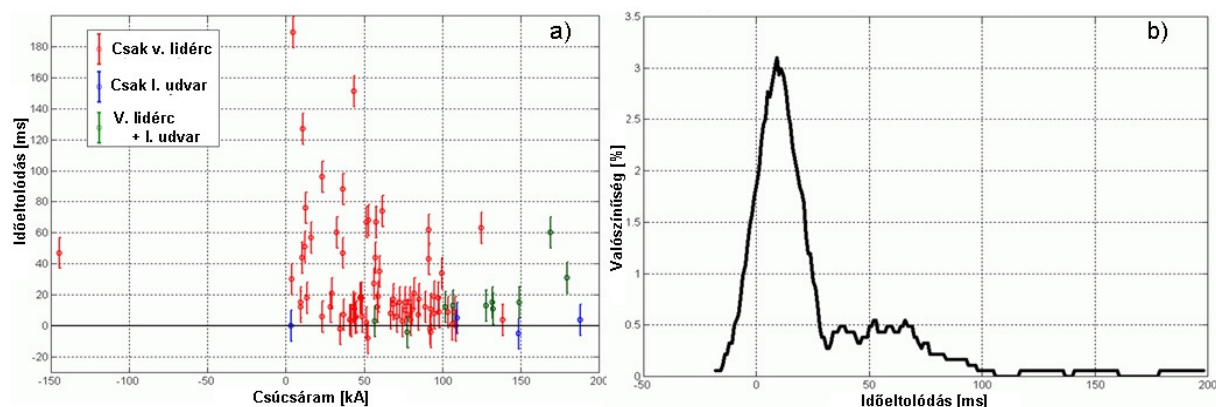 a)
180
160
140
120
100
80
60
40
20
0
-20
Időeltolódás [ms]
Csak v. lidérc
Csak l. udvar
V. lidérc
+ l. udvar
-150 -100 -50 0 50 100 150 200
Csúcsáram [kA]
b)
3.5
3
2.5
2
1.5
1
0.5
0
Valószínűség [%]
-50 0 50 100 150 200
Időeltolódás [ms]